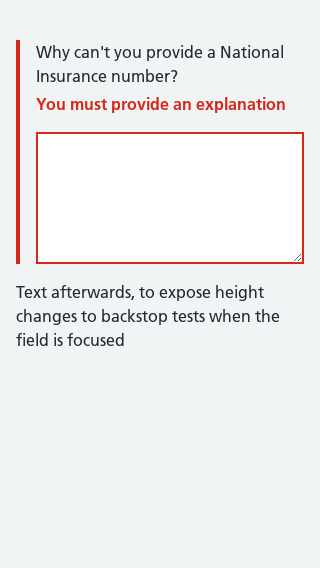 Why can't you provide a National
Insurance number?
You must provide an explanation
Text afterwards, to expose height
changes to backstop tests when the
field is focused